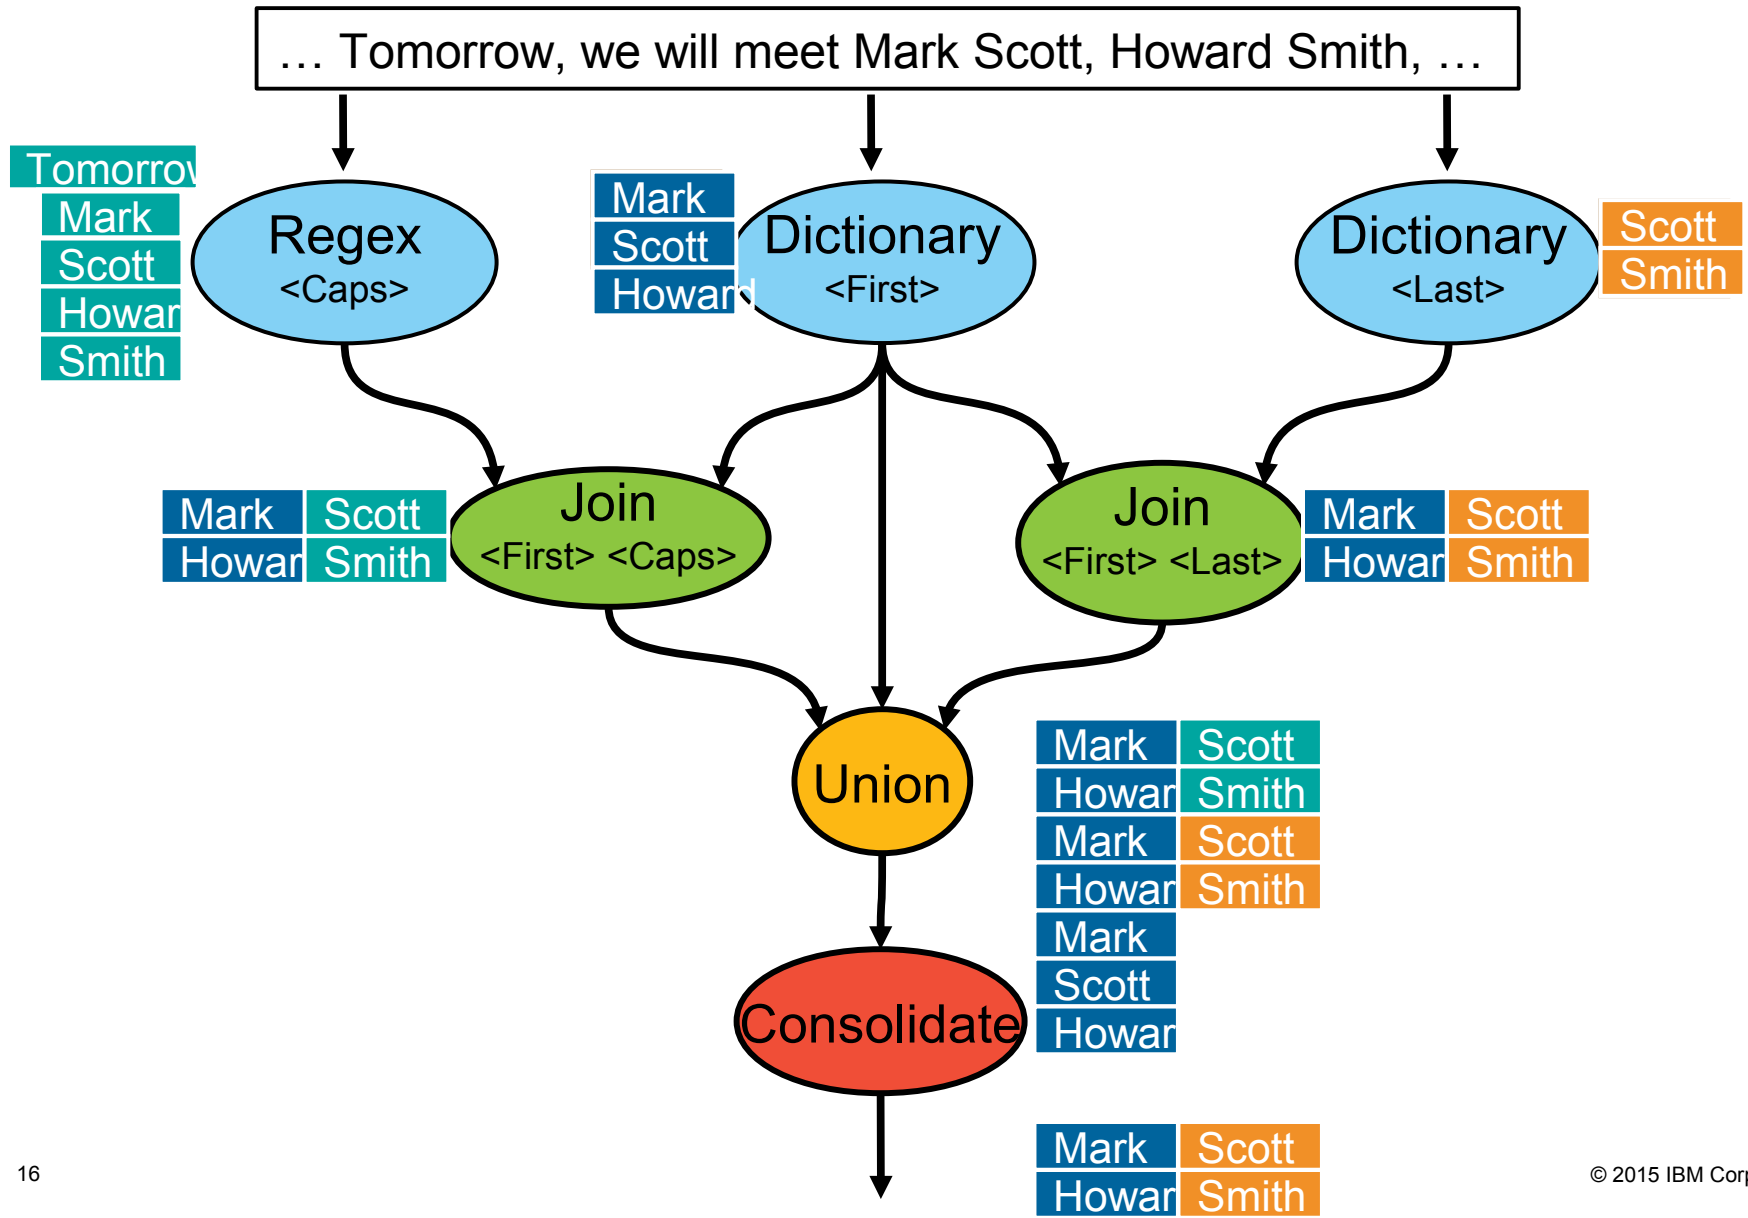 … Tomorrow, we will meet Mark Scott, Howard Smith, …
Tomorrow
Mark
Scott
Howar
Smith
Regex
<Caps>
Mark
Scott
Howard
Dictionary
<First>
Dictionary
<Last>
Scott
Smith
Mark Scott
Howar Smith
Join
<First> <Caps>
Join
<First> <Last>
Mark Scott
Howar Smith
Union
Mark Scott
Howar Smith
Mark Scott
Howar Smith
Mark
Scott
Howar
Consolidate
Mark Scott
Howar Smith
16
© 2015 IBM Corp